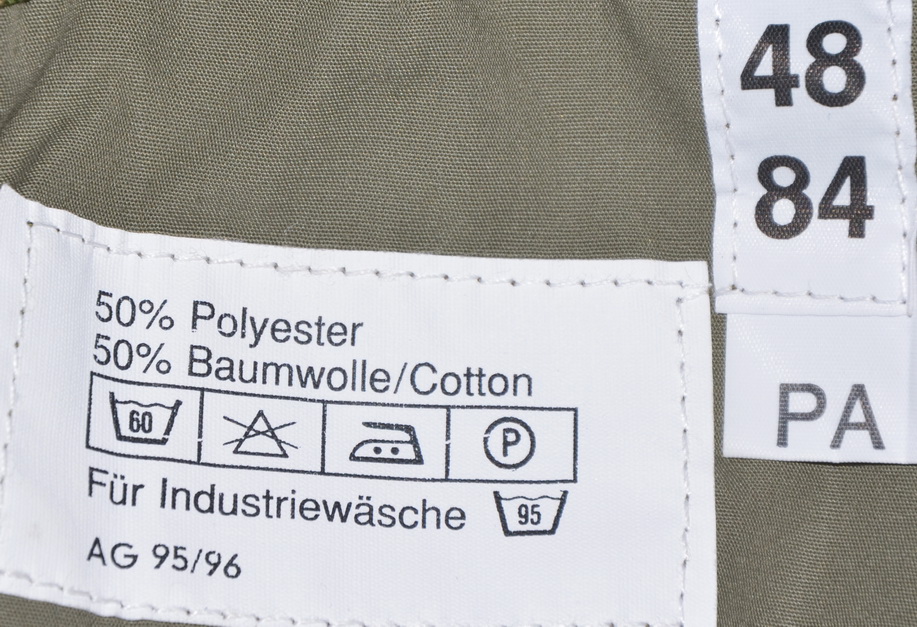 48
84
PA
50% Polyester
50% Baumwolle/Cotton
60 P
Für Industriewäsche 95
AG 95/96